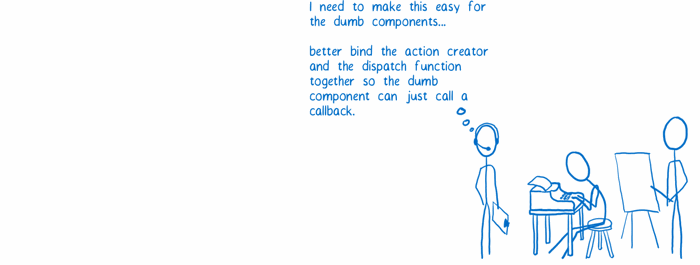 I need to make this easy for
the dumb components...
better bind the action creator
and the dispatch function
together so the dumb
component can just call a
callback.